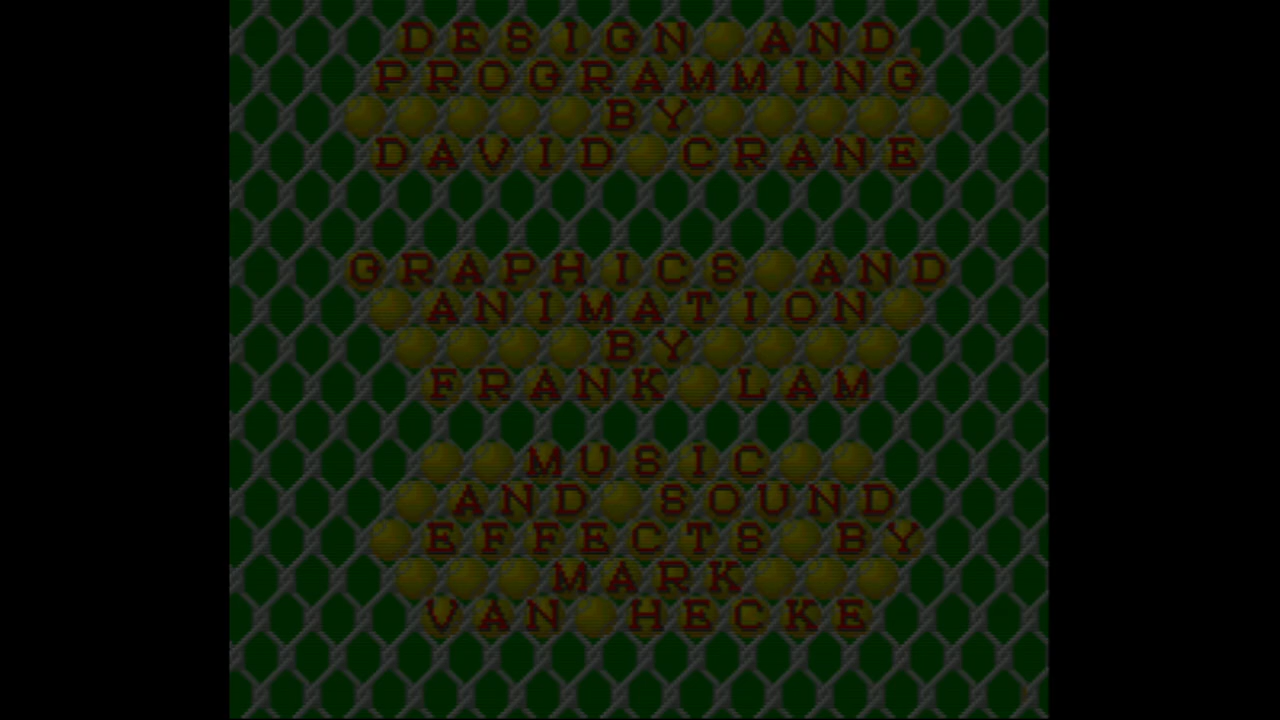 DESIGN AND
PROGRAMMING
BY
DAVID CRANE
GRAPHICS AND
ANIMATION
BY
FRANK LAM
MUSIC
AND SOUND
EFFECTS BY
MARK
VAN HECKE